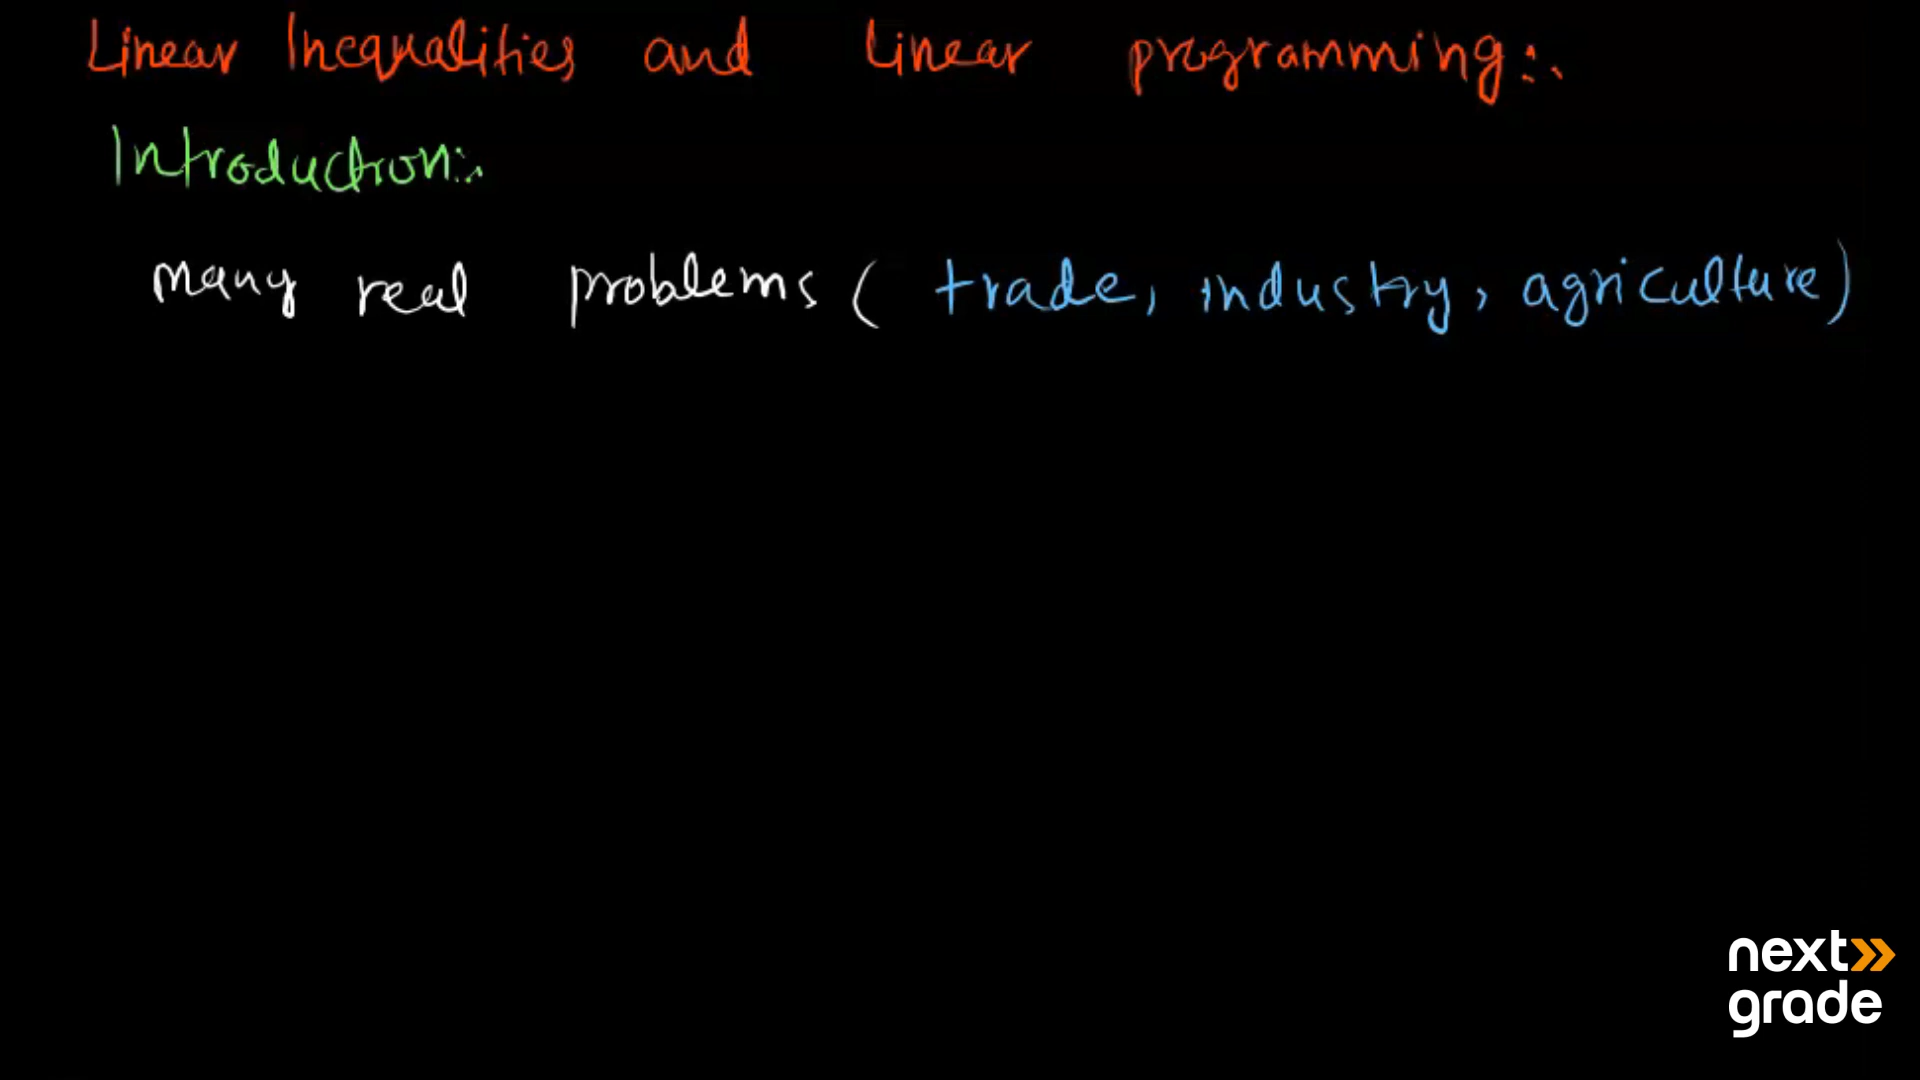 Linear Inequalities and Linear programming:.
Introduction:.
many real problems ( trade, industry, agriculture)
next
grade